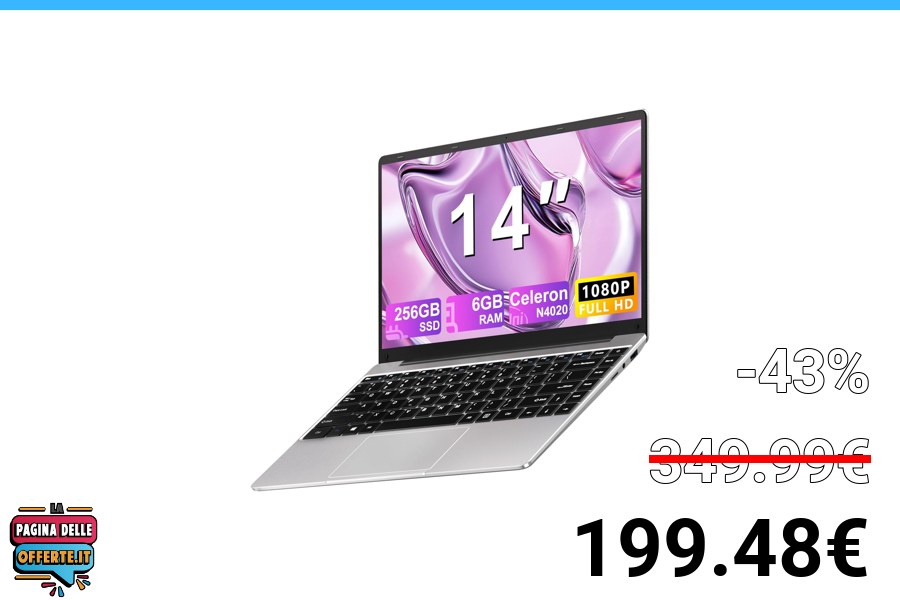 14″
256GB
SSD
6GB
RAM
Celeron
N4020
1080P
FULL HD
-43%
349.99€
199.48€
LA
PAGINA DELLE
OFFERTE.IT